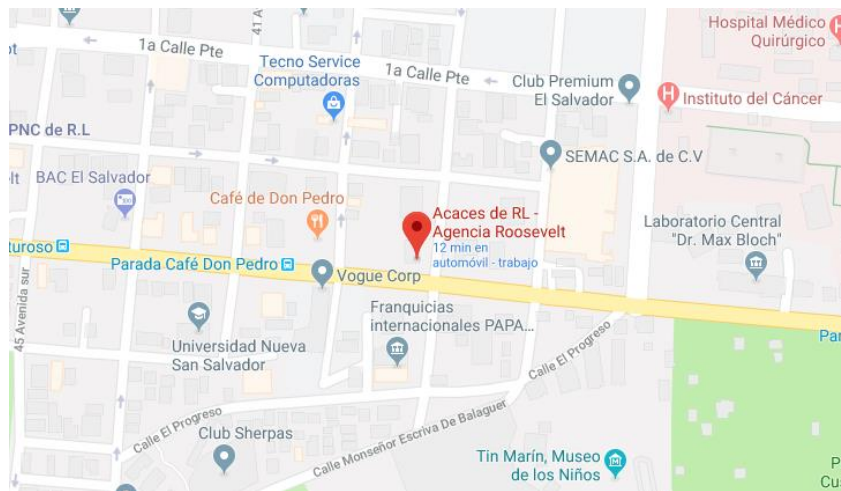 41 A
Hospital Médico
Quirúrgico
1a Calle Pte
Tecno Service
Computadoras
1a Calle Pte
Club Premium
El Salvador
Instituto del Cáncer
PNC de R.L
SEMAC S.A. de C.V
BAC El Salvador
Café de Don Pedro
Acaces de RL -
Agencia Roosevelt
12 min en
automóvil - trabajo
Laboratorio Central
"Dr. Max Bloch"
turoso
Parada Café Don Pedro
Vogue Corp
45 Avenida sur
Franquicias
internacionales PAPA...
Universidad Nueva
San Salvador
Calle El Progreso
Par
Calle El Progreso
Club Sherpas
Calle Monseñor Escriva De Balaguer
Tin Marín, Museo
de los Niños
P
Cus